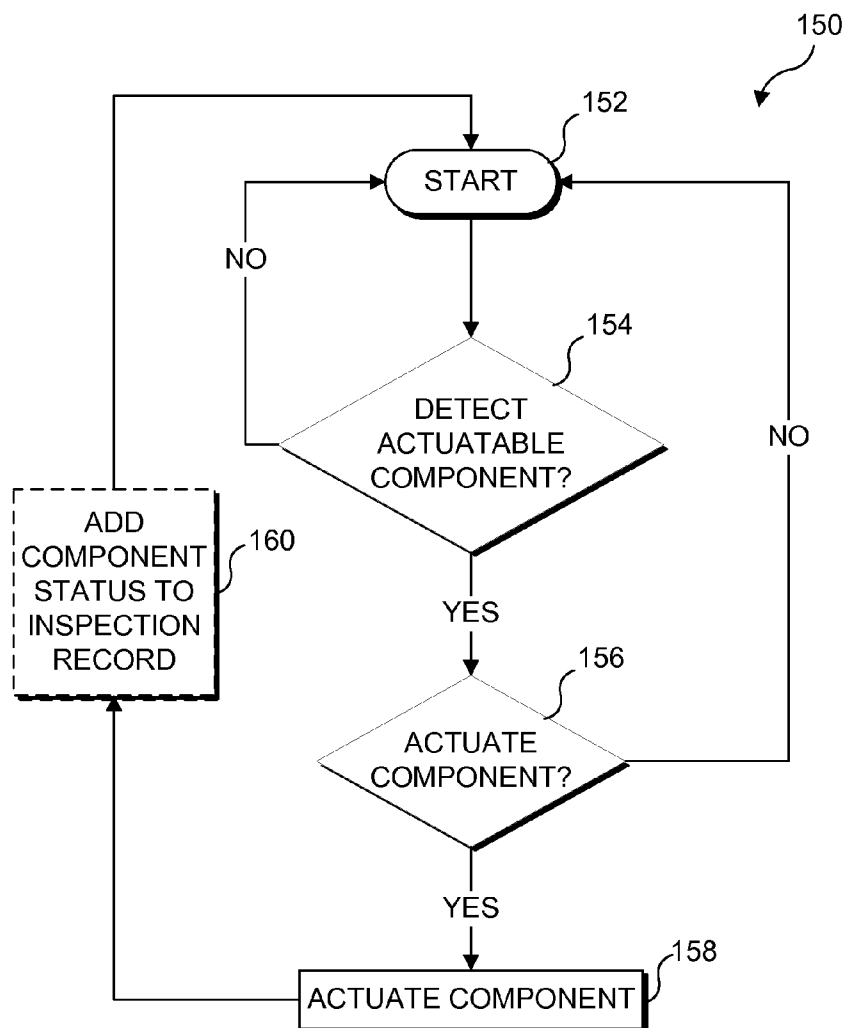 150
152
START
NO
154
DETECT
ACTUATABLE
COMPONENT?
NO
ADD
COMPONENT
STATUS TO
INSPECTION
RECORD
160
YES
156
ACTUATE
COMPONENT?
YES
ACTUATE COMPONENT
158